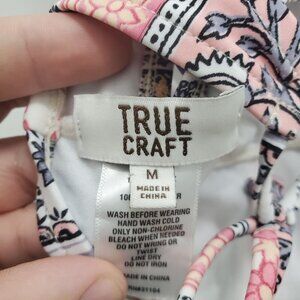 TRUE
CRAFT
M
MADE IN
CHINA
WASH BEFORE WEARING
HAND WASH COLD
ONLY NON-CHLORINE
BLEACH WHEN NEEDED
DO NOT WRING OR
TWIST
LINE DRY
DO NOT IRON
MADE IN CHINA